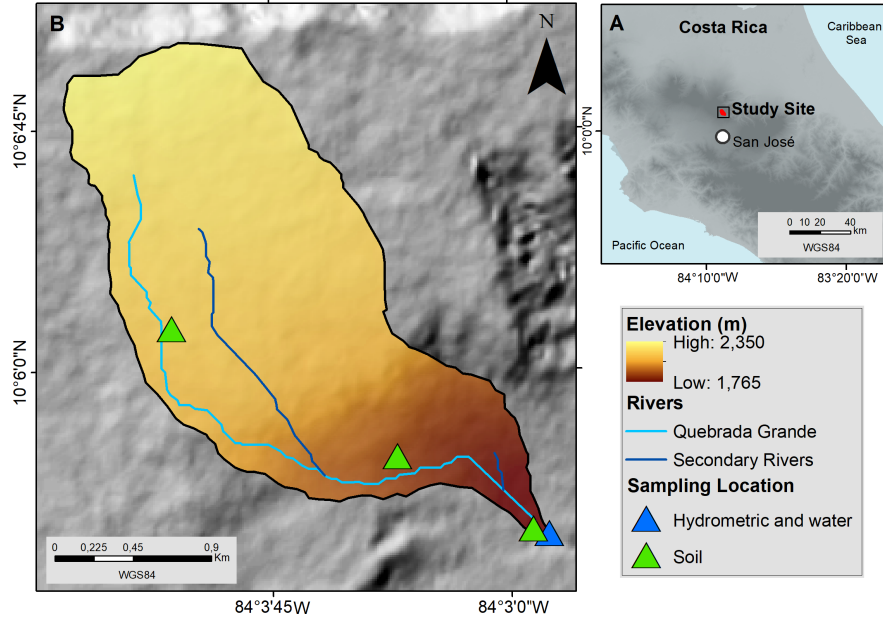 B
N
10°6'45"N
10°6'0"N
84°3'45"W
84°3'0"W
0 0,225 0,45 0,9
Km
WGS84
A
Costa Rica
Caribbean
Sea
Study Site
San José
Pacific Ocean
0 10 20 40
km
WGS84
10°0'0"N
84°10'0"W
83°20'0"W
Elevation (m)
High: 2,350
Low: 1,765
Rivers
Quebrada Grande
Secondary Rivers
Sampling Location
Hydrometric and water
Soil